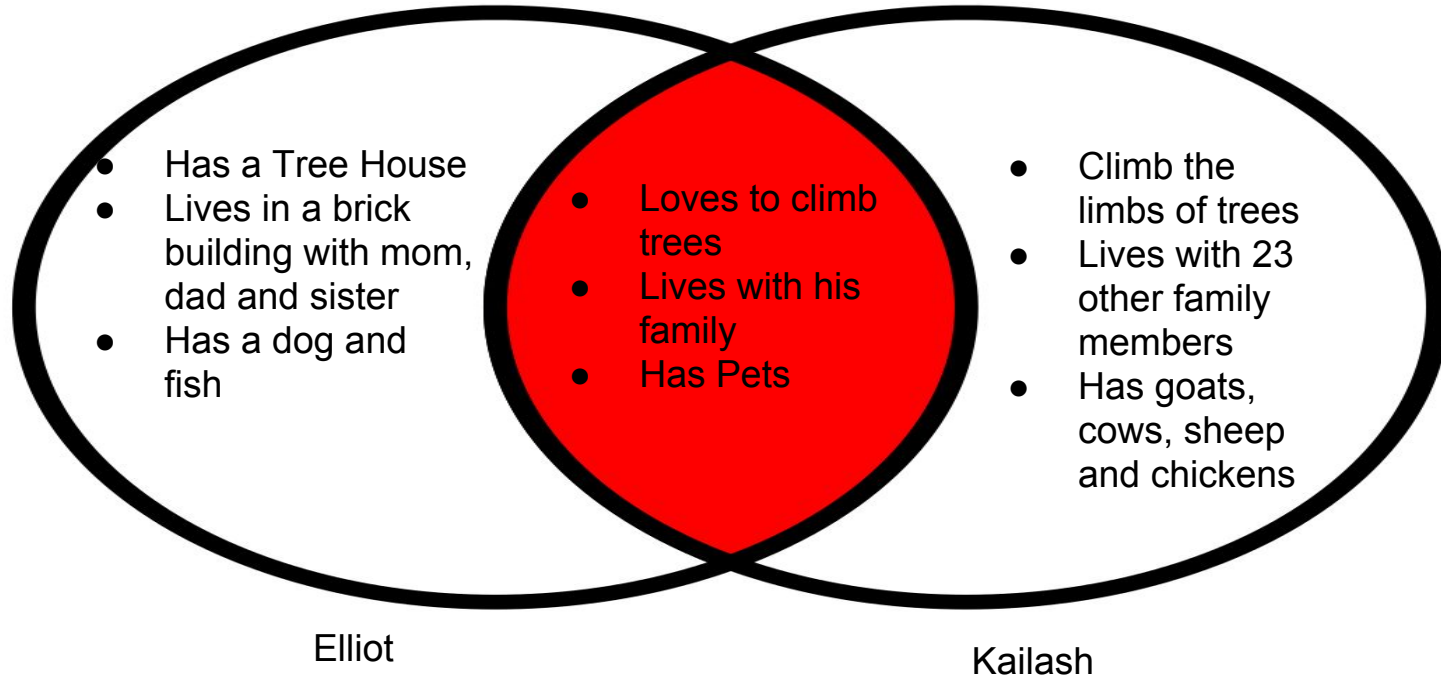 ● Has a Tree House
● Lives in a brick
building with mom,
dad and sister
● Has a dog and
fish
● Loves to climb
trees
● Lives with his
family
● Has Pets
● Climb the
limbs of trees
● Lives with 23
other family
members
● Has goats,
cows, sheep
and chickens
Elliot
Kailash